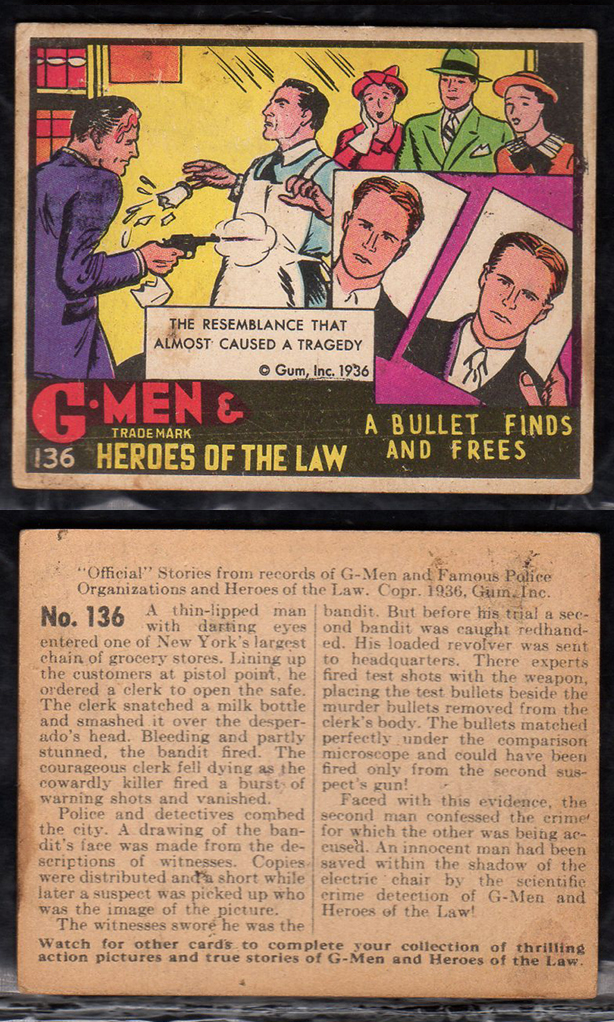 THE RESEMBLANCE THAT
ALMOST CAUSED A TRAGEDY
© Gum, Inc. 1936
G-MEN &
TRADE MARK
136 HEROES OF THE LAW
A BULLET FINDS
AND FREES
"Official" Stories from records of G-Men and Famous Police
Organizations and Heroes of the Law. Copr. 1936, Gum, Inc.
No. 136 A thin-lipped man
with darting eyes
entered one of New York's largest
chain of grocery stores. Lining up
the customers at pistol point, he
ordered a clerk to open the safe.
The clerk snatched a milk bottle
and smashed it over the desper-
ado's head. Bleeding and partly
stunned, the bandit fired. The
courageous clerk fell dying as the
cowardly killer fired a burst of
warning shots and vanished.
Police and detectives combed
the city. A drawing of the ban-
dit's face was made from the de-
scriptions of witnesses. Copies
were distributed and a short while
later a suspect was picked up who
was the image of the picture.
The witnesses swore he was the
bandit. But before his trial a sec-
ond bandit was caught redhand-
ed. His loaded revolver was sent
to headquarters. There experts
fired test shots with the weapon,
placing the test bullets beside the
murder bullets removed from the
clerk's body. The bullets matched
perfectly under the comparison
microscope and could have been
fired only from the second sus-
pect's gun!
Faced with this evidence, the
second man confessed the crime
for which the other was being ac-
cused. An innocent man had been
saved within the shadow of the
electric chair by the scientific
crime detection of G-Men and
Heroes of the Law!
Watch for other cards to complete your collection of thrilling
action pictures and true stories of G-Men and Heroes of the Law.